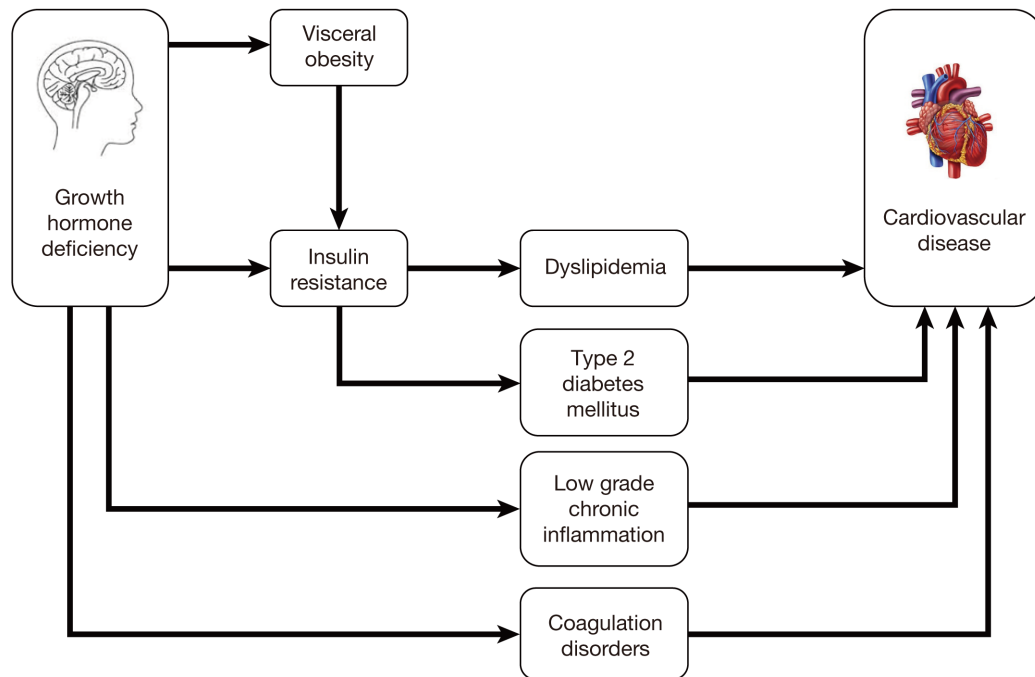 Growth
hormone
deficiency
Visceral
obesity
Insulin
resistance
Dyslipidemia
Type 2
diabetes
mellitus
Low grade
chronic
inflammation
Coagulation
disorders
Cardiovascular
disease